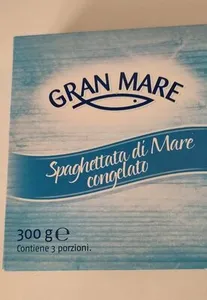 GRAN MARE
Spaghettata di Mare
congelato
300 g ℮
Contiene 3 porzioni.